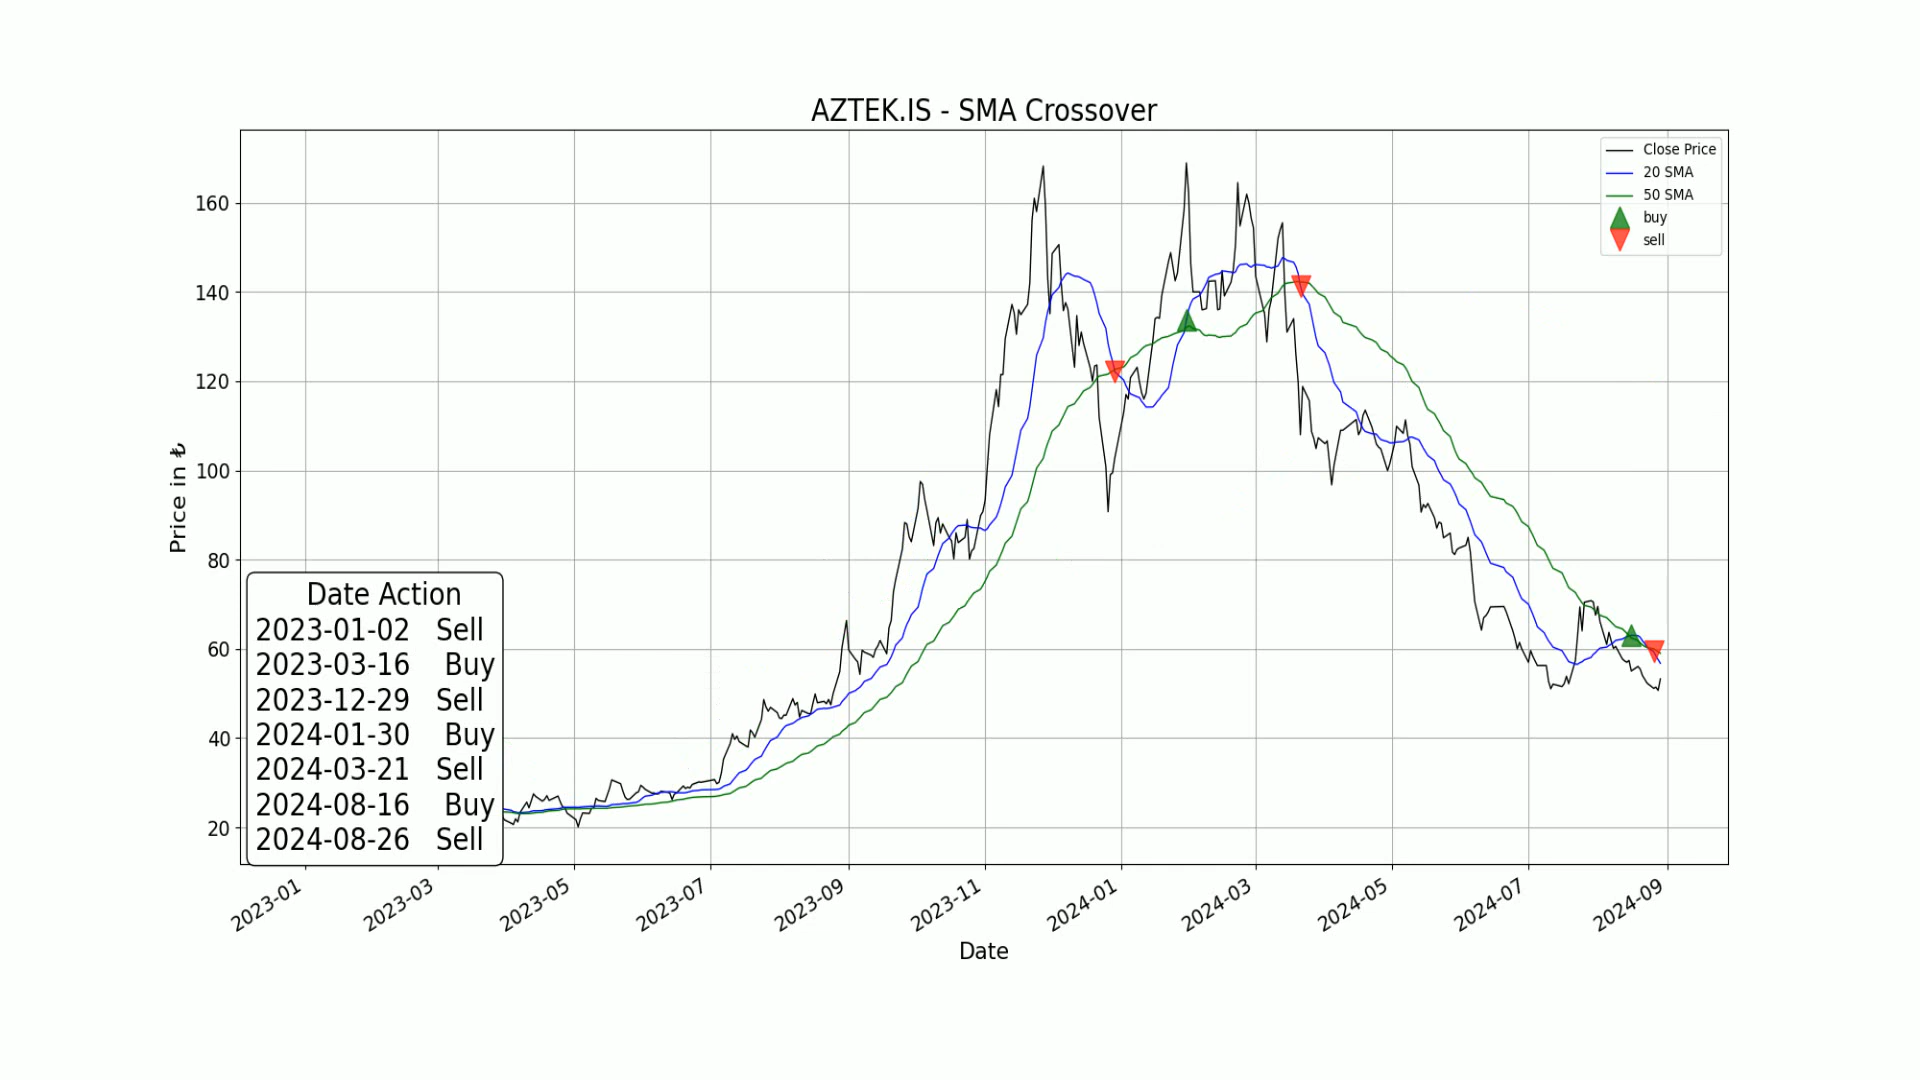 AZTEK.IS - SMA Crossover
Close Price
20 SMA
50 SMA
buy
sell
160
140
120
100
80
60
40
20
Price in ₺
Date Action
2023-01-02 Sell
2023-03-16 Buy
2023-12-29 Sell
2024-01-30 Buy
2024-03-21 Sell
2024-08-16 Buy
2024-08-26 Sell
2023-01 2023-03 2023-05 2023-07 2023-09 2023-11 2024-01 2024-03 2024-05 2024-07 2024-09
Date